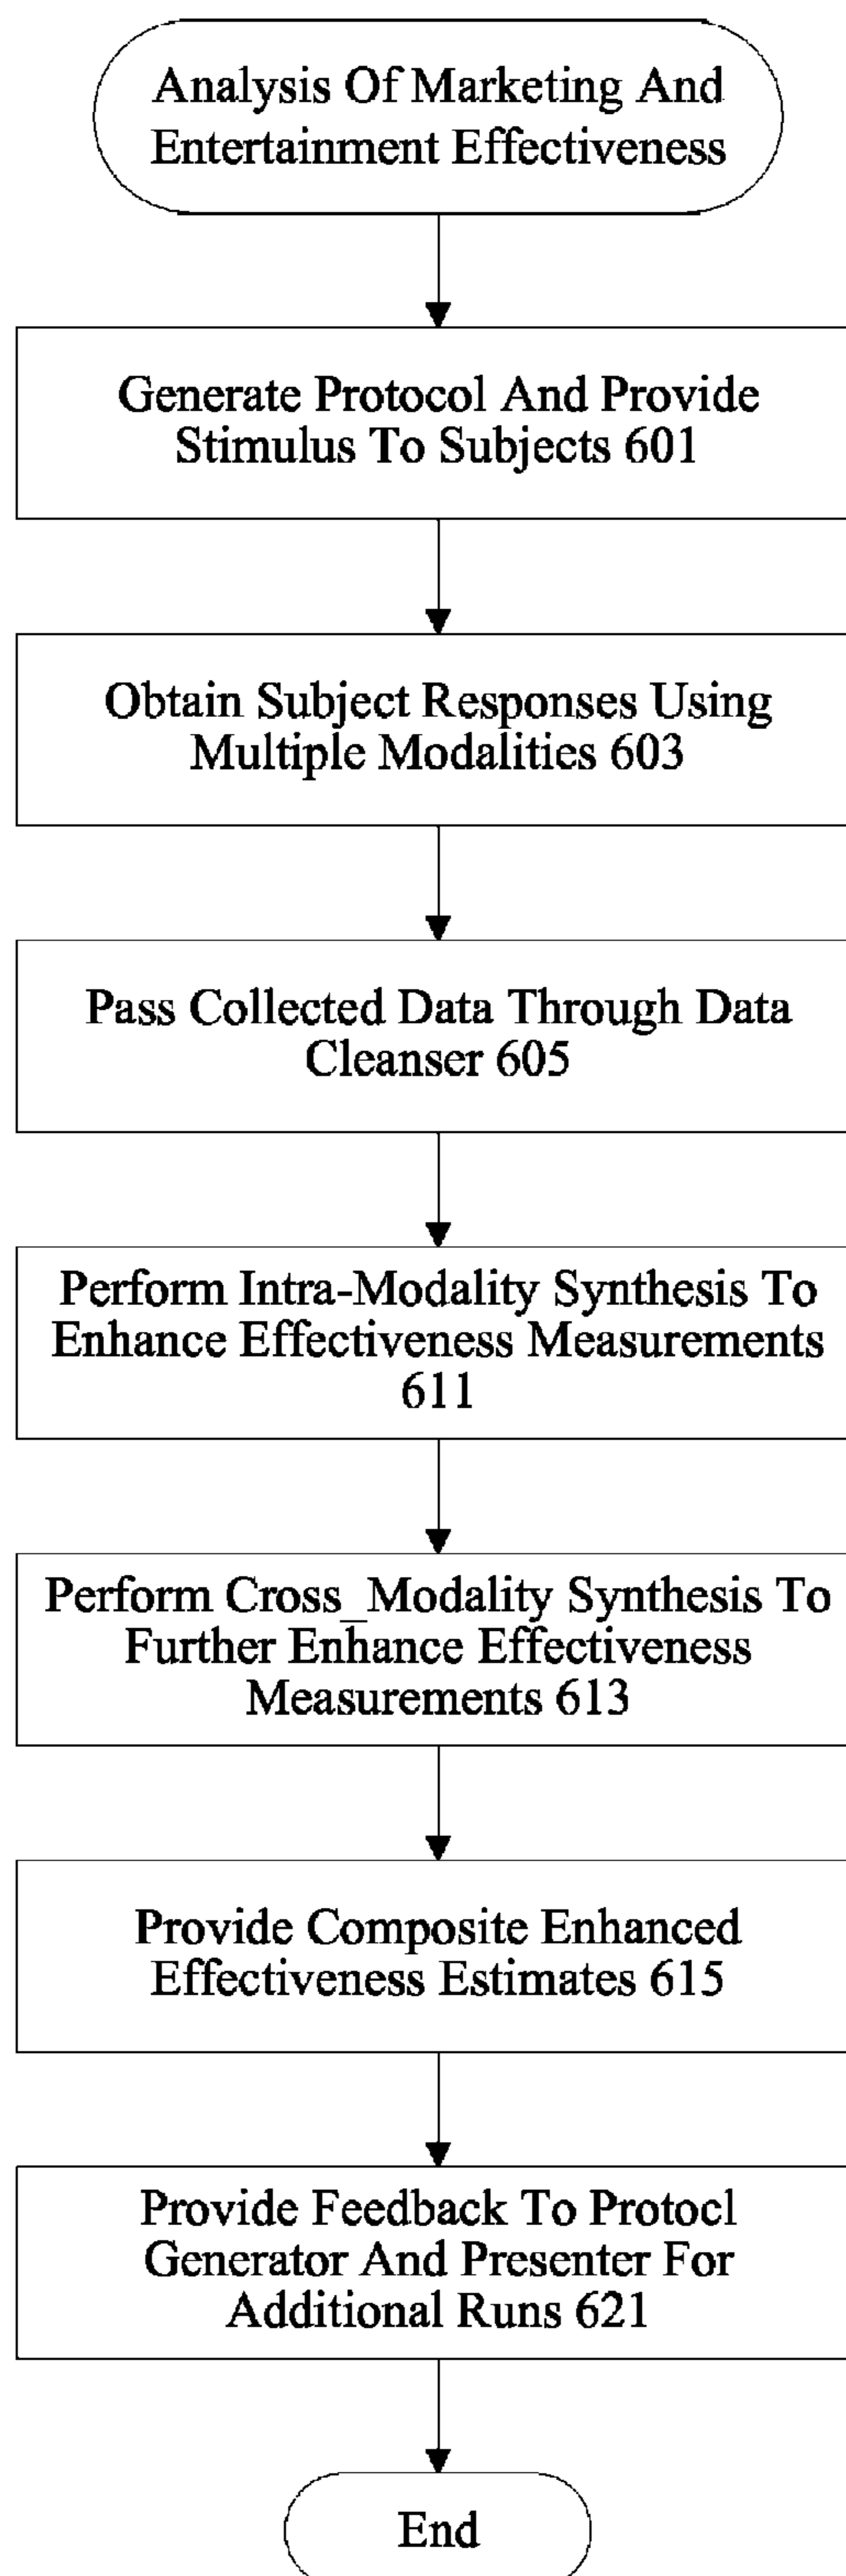 Analysis Of Marketing And
Entertainment Effectiveness
Generate Protocol And Provide
Stimulus To Subjects 601
Obtain Subject Responses Using
Multiple Modalities 603
Pass Collected Data Through Data
Cleanser 605
Perform Intra-Modality Synthesis To
Enhance Effectiveness Measurements
611
Perform Cross_Modality Synthesis To
Further Enhance Effectiveness
Measurements 613
Provide Composite Enhanced
Effectiveness Estimates 615
Provide Feedback To Protocl
Generator And Presenter For
Additional Runs 621
End